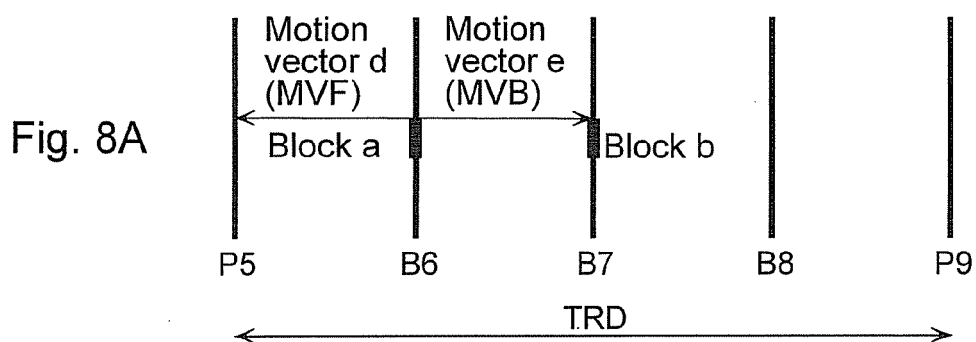 Fig. 8A
Motion vector d (MVF)
Motion vector e (MVB)
Block a
Block b
P5 B6 B7 B8 P9
TRD